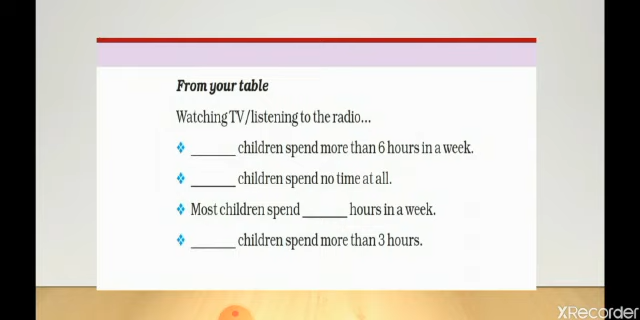 From your table
Watching TV/listening to the radio...
❖ ______ children spend more than 6 hours in a week.
❖ ______ children spend no time at all.
❖ Most children spend ______ hours in a week.
❖ ______ children spend more than 3 hours.
XRecorder